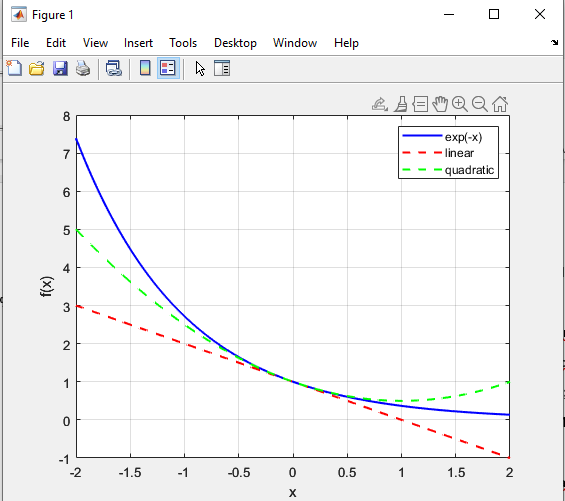 Figure 1
File Edit View Insert Tools Desktop Window Help
8
7
6
5
4
3
2
1
0
-1
f(x)
exp(-x)
linear
quadratic
-2 -1.5 -1 -0.5 0 0.5 1 1.5 2
x